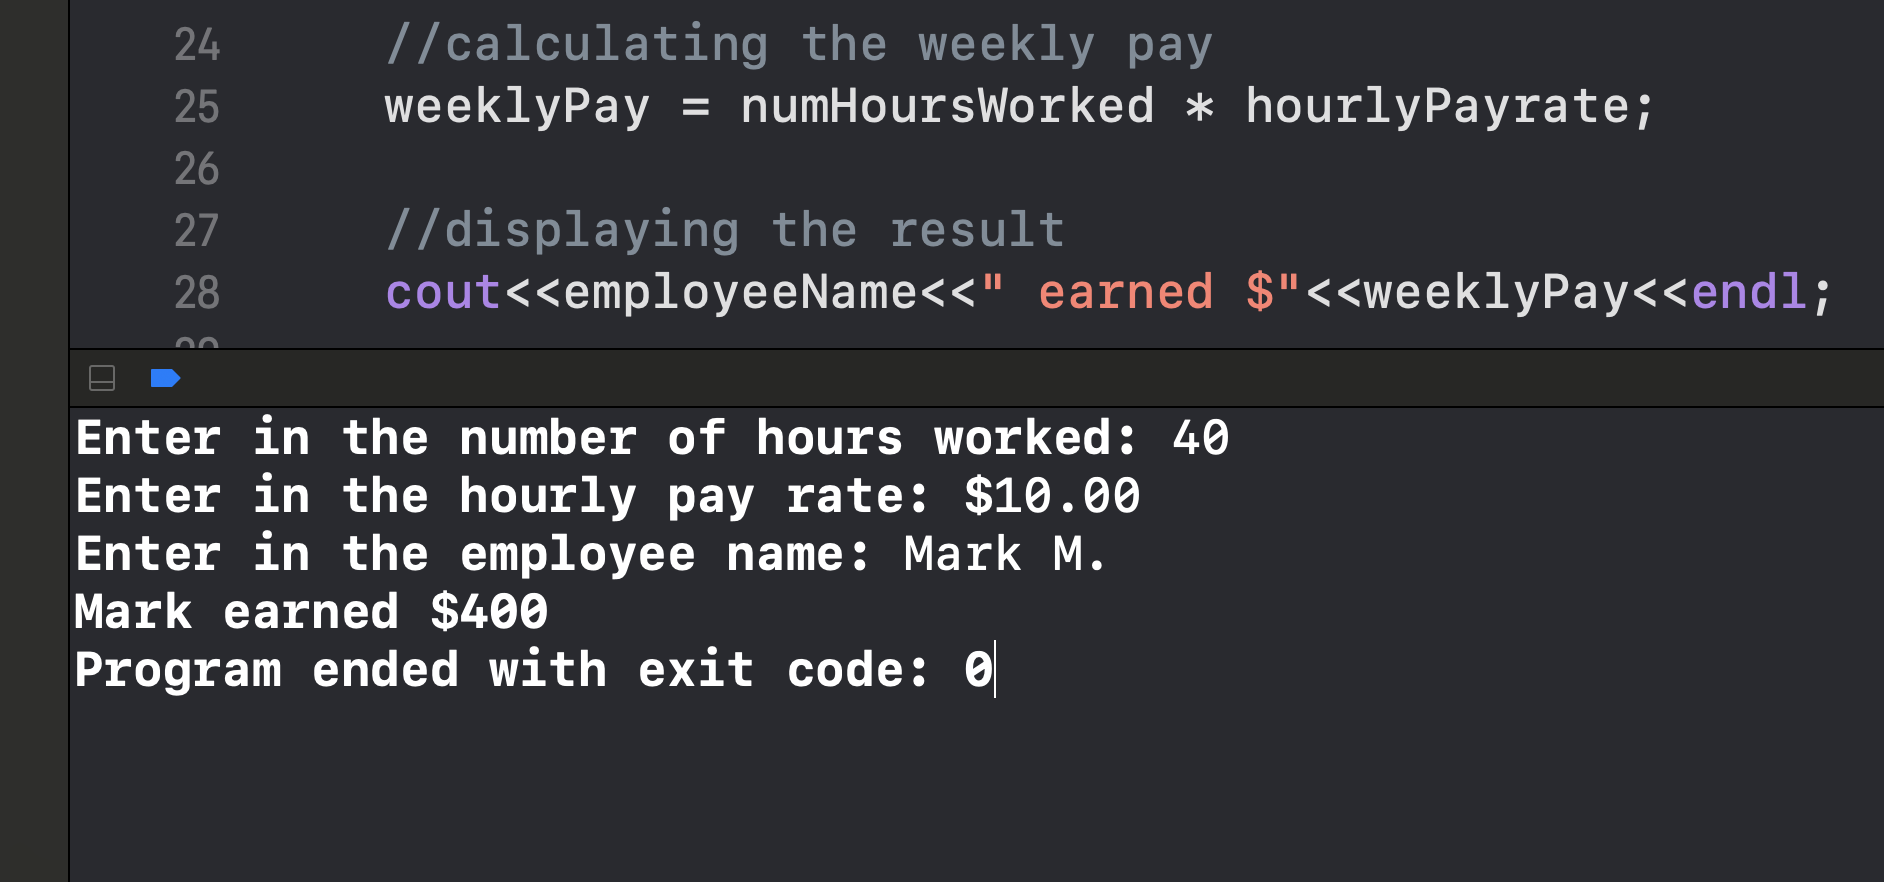 24 //calculating the weekly pay
25 weeklyPay = numHoursWorked * hourlyPayrate;
26
27 //displaying the result
28 cout<<employeeName<<" earned $"<<weeklyPay<<endl;
Enter in the number of hours worked: 40
Enter in the hourly pay rate: $10.00
Enter in the employee name: Mark M.
Mark earned $400
Program ended with exit code: 0